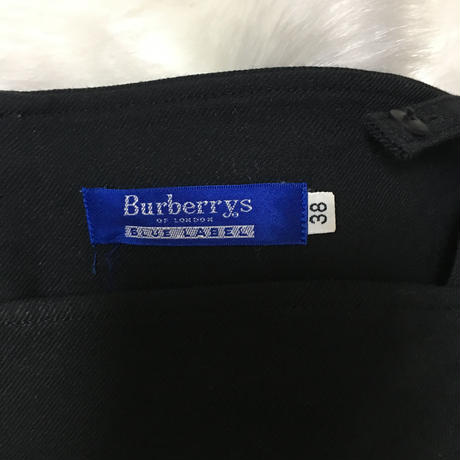 Burberrys
OF LONDON
BLUE LABEL
38